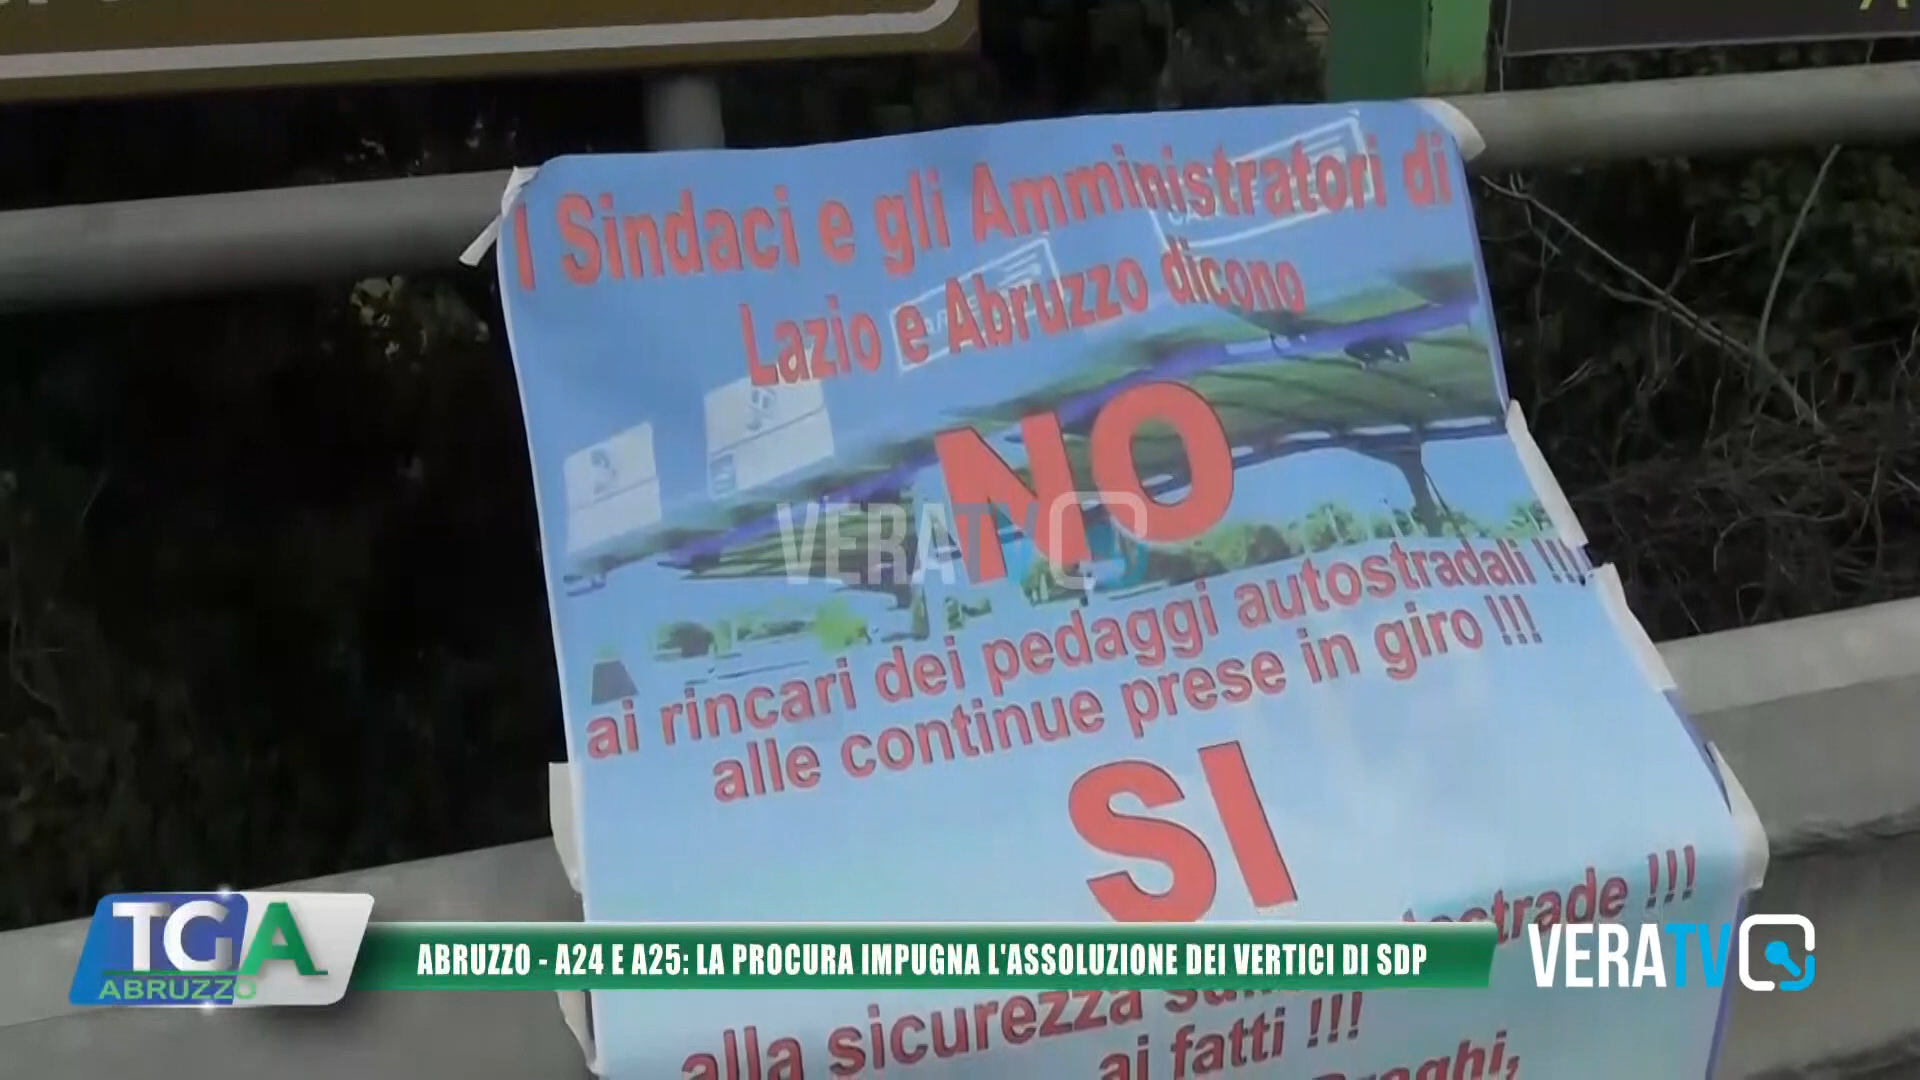 I Sindaci e gli Amministratori di
Lazio e Abruzzo dicono
NO
ai rincari dei pedaggi autostradali !!!
alle continue prese in giro !!!
SI
!!!
alla sicurezza
ai fatti !!!
VERATV
TGA
ABRUZZO
ABRUZZO - A24 E A25: LA PROCURA IMPUGNA L'ASSOLUZIONE DEI VERTICI DI SDP
VERATV